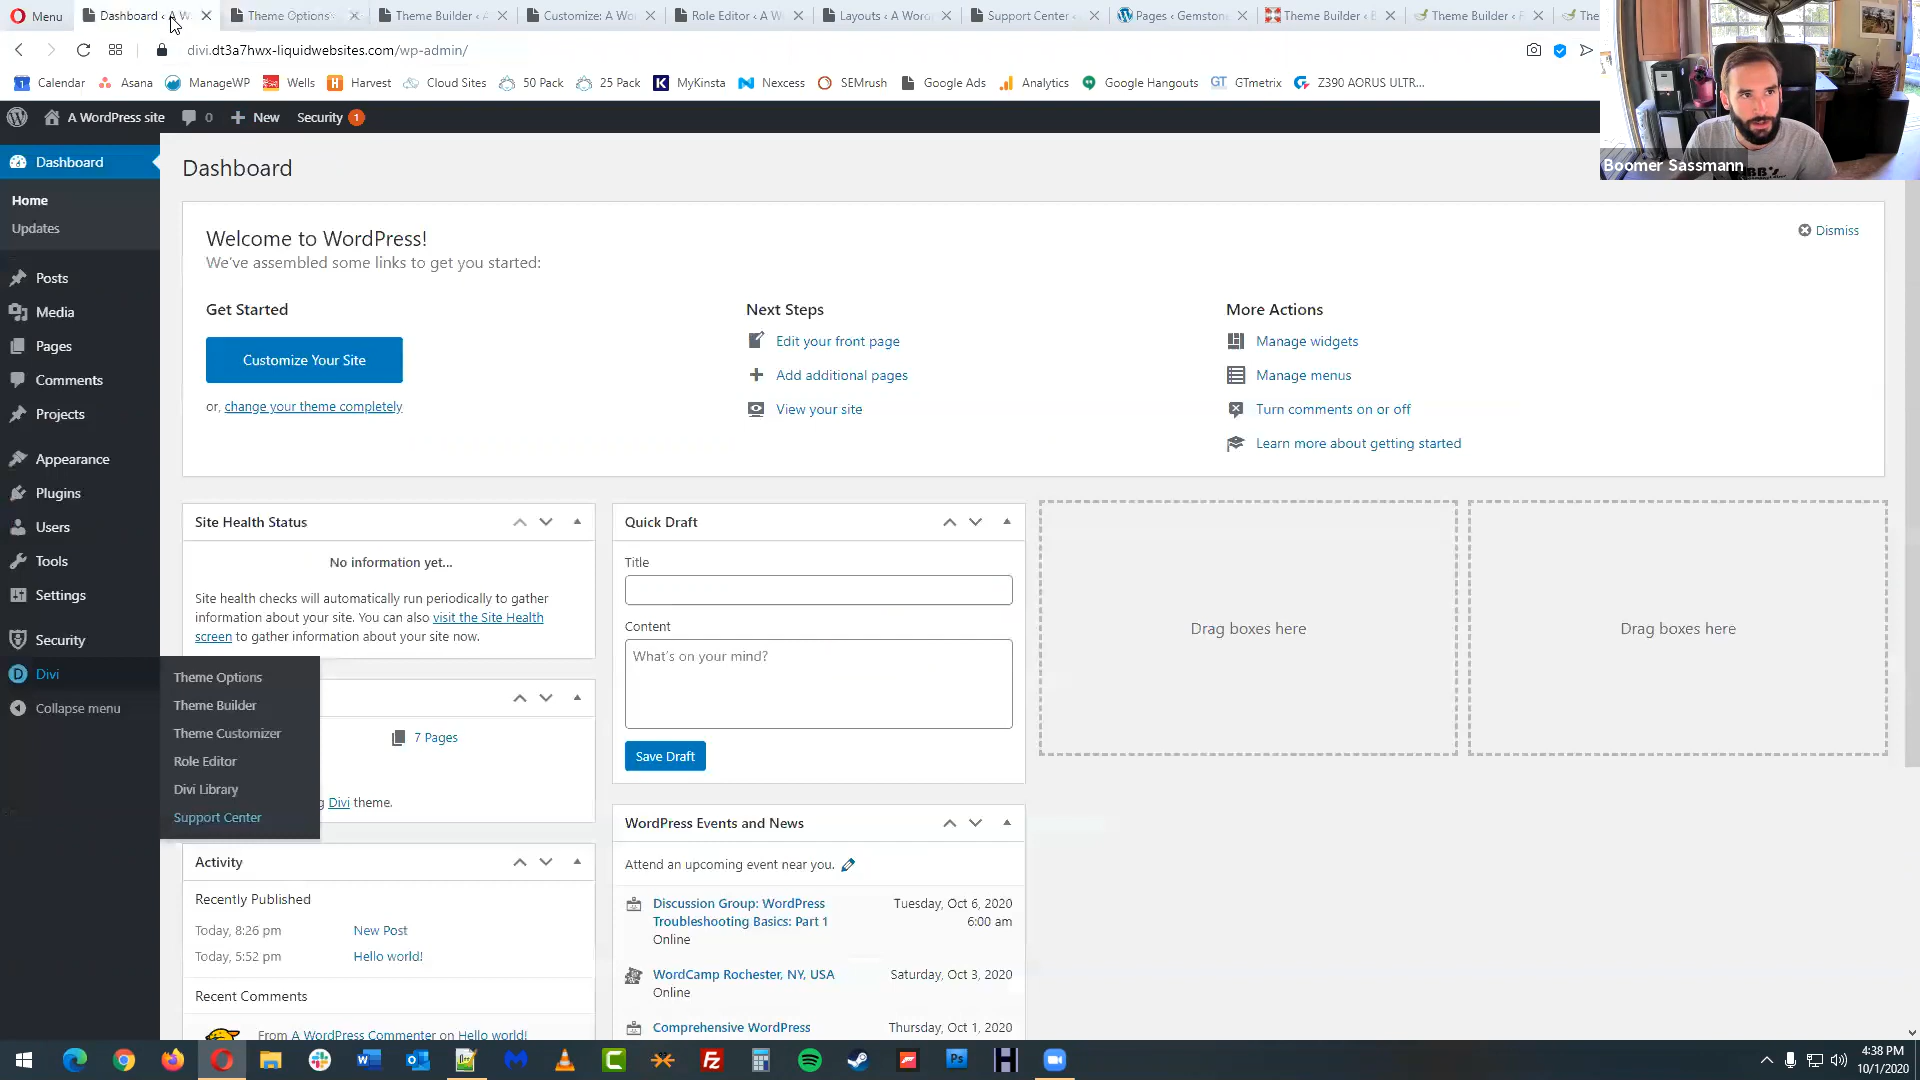 Menu
Dashboard ‹ A W
Theme Options
Theme Builder ‹ A
Customize: A Wo
Role Editor ‹ A W
Layouts ‹ A Wor
Support Center ‹
Pages ‹ Gemstone
Theme Builder ‹
Theme Builder ‹
The
divi.dt3a7hwx-liquidwebsites.com/wp-admin/
Calendar
Asana
ManageWP
Wells
Harvest
Cloud Sites
50 Pack
25 Pack
MyKinsta
Nexcess
SEMrush
Google Ads
Analytics
Google Hangouts
GT GTmetrix
Z390 AORUS ULTR...
A WordPress site
0
New
Security 1
Boomer Sassmann
Dashboard
Home
Updates
Posts
Media
Pages
Comments
Projects
Appearance
Plugins
Users
Tools
Settings
Security
Divi
Collapse menu
Theme Options
Theme Builder
Theme Customizer
Role Editor
Divi Library
Support Center
Dashboard
Welcome to WordPress!
We've assembled some links to get you started:
Dismiss
Get Started
Customize Your Site
or, change your theme completely
Next Steps
Edit your front page
Add additional pages
View your site
More Actions
Manage widgets
Manage menus
Turn comments on or off
Learn more about getting started
Site Health Status
No information yet...
Site health checks will automatically run periodically to gather
information about your site. You can also visit the Site Health
screen to gather information about your site now.
7 Pages
g Divi theme.
Activity
Recently Published
Today, 8:26 pm New Post
Today, 5:52 pm Hello world!
Recent Comments
From A WordPress Commenter on Hello world!
Quick Draft
Title
Content
What's on your mind?
Save Draft
WordPress Events and News
Attend an upcoming event near you.
Discussion Group: WordPress
Troubleshooting Basics: Part 1
Online
Tuesday, Oct 6, 2020
6:00 am
WordCamp Rochester, NY, USA
Online
Saturday, Oct 3, 2020
Comprehensive WordPress
Thursday, Oct 1, 2020
Drag boxes here
Drag boxes here
4:38 PM
10/1/2020